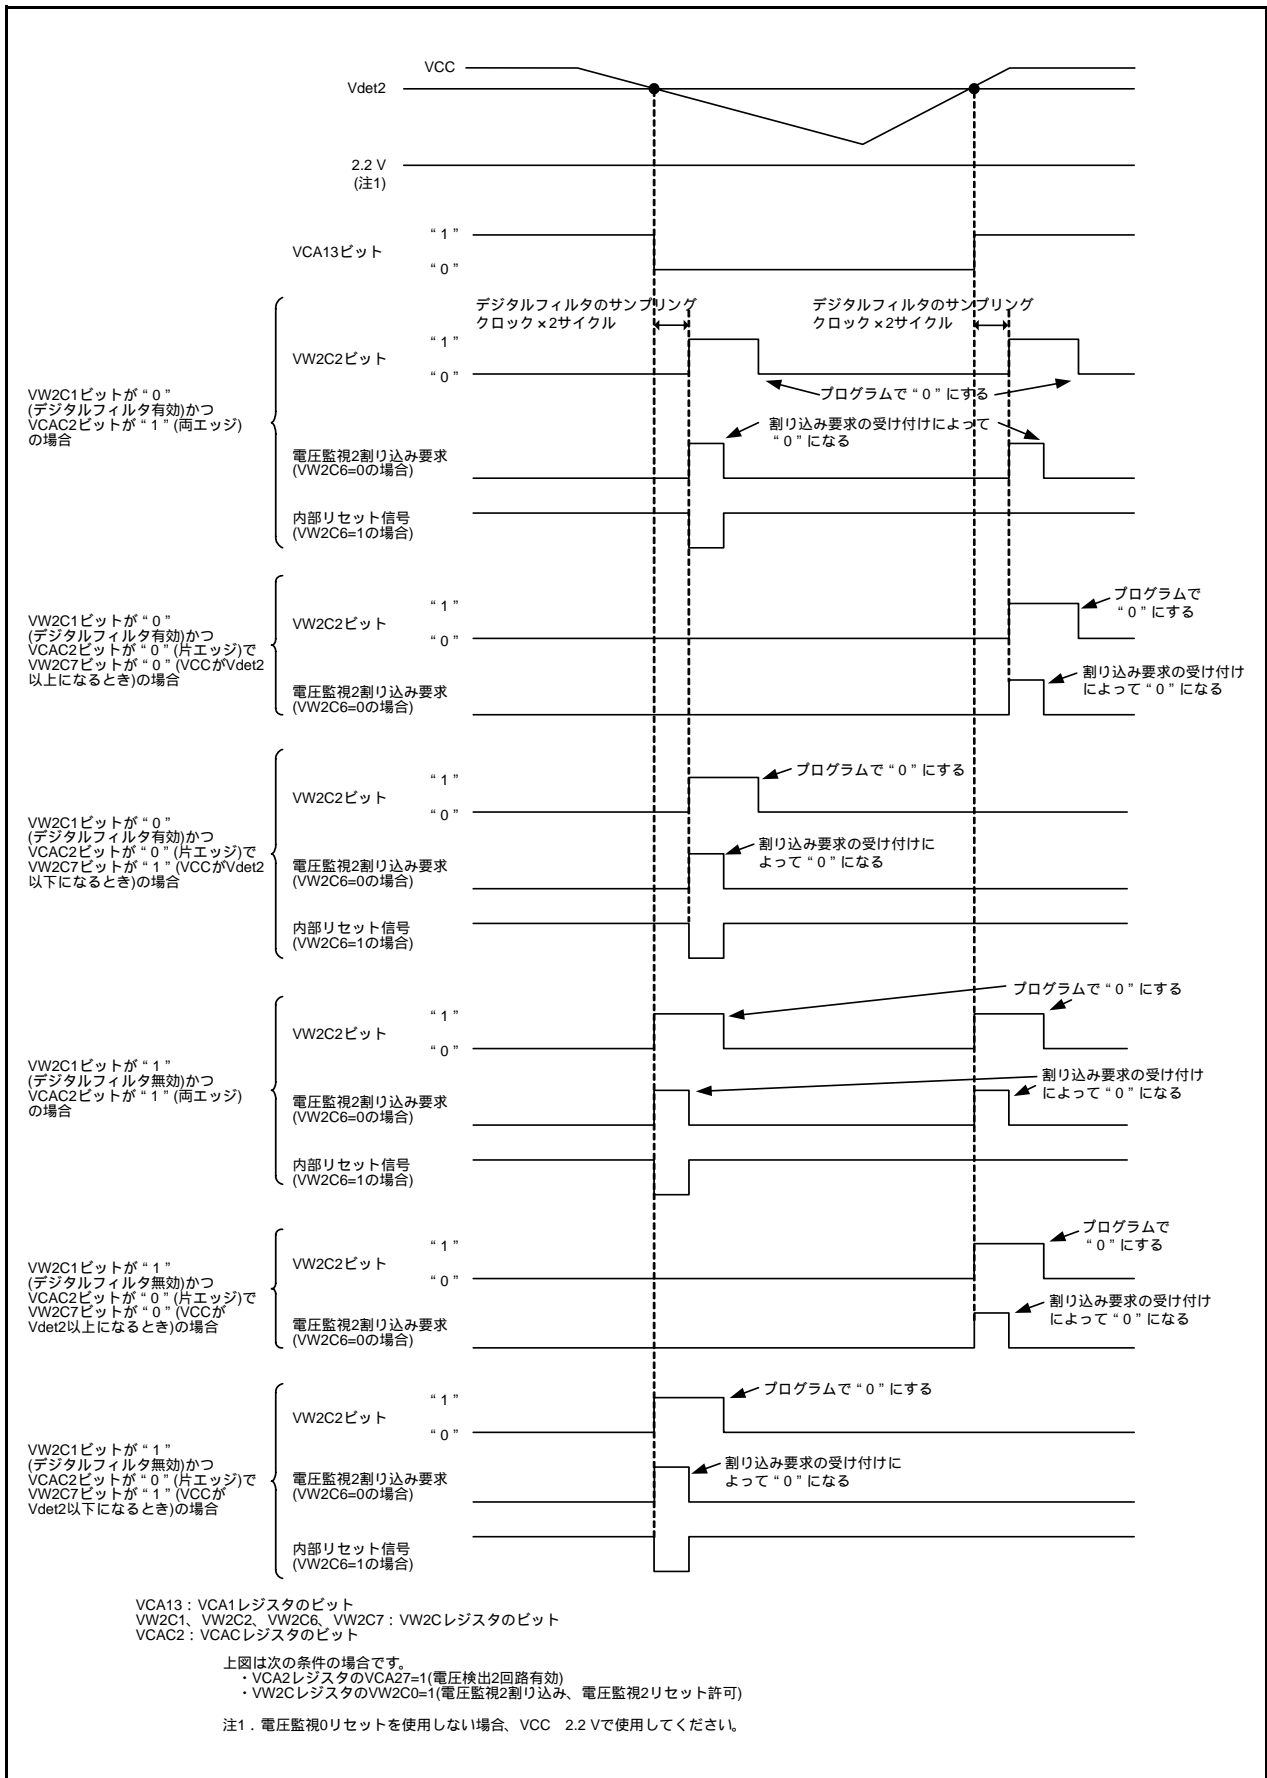 VCC
Vdet2
2.2 V
(注1)
VCA13ビット
“ 1 ”
“ 0 ”
VW2C1ビットが “ 0 ”
(デジタルフィルタ有効)かつ
VCAC2ビットが “ 1 ” (両エッジ)
の場合
デジタルフィルタのサンプリング
クロック×2サイクル
デジタルフィルタのサンプリング
クロック×2サイクル
VW2C2ビット
“ 1 ”
“ 0 ”
プログラムで “ 0 ” にする
電圧監視2割り込み要求
(VW2C6=0の場合)
割り込み要求の受け付けによって
“ 0 ” になる
内部リセット信号
(VW2C6=1の場合)
VW2C1ビットが “ 0 ”
(デジタルフィルタ有効)かつ
VCAC2ビットが “ 0 ” (片エッジ)で
VW2C7ビットが “ 0 ” (VCCがVdet2
以上になるとき)の場合
VW2C2ビット
“ 1 ”
“ 0 ”
プログラムで
“ 0 ” にする
電圧監視2割り込み要求
(VW2C6=0の場合)
割り込み要求の受け付け
によって “ 0 ” になる
VW2C1ビットが “ 0 ”
(デジタルフィルタ有効)かつ
VCAC2ビットが “ 0 ” (片エッジ)で
VW2C7ビットが “ 1 ” (VCCがVdet2
以下になるとき)の場合
VW2C2ビット
“ 1 ”
“ 0 ”
プログラムで “ 0 ” にする
電圧監視2割り込み要求
(VW2C6=0の場合)
割り込み要求の受け付けに
よって “ 0 ” になる
内部リセット信号
(VW2C6=1の場合)
VW2C1ビットが “ 1 ”
(デジタルフィルタ無効)かつ
VCAC2ビットが “ 1 ” (両エッジ)
の場合
VW2C2ビット
“ 1 ”
“ 0 ”
プログラムで “ 0 ” にする
電圧監視2割り込み要求
(VW2C6=0の場合)
割り込み要求の受け付け
によって “ 0 ” になる
内部リセット信号
(VW2C6=1の場合)
VW2C1ビットが “ 1 ”
(デジタルフィルタ無効)かつ
VCAC2ビットが “ 0 ” (片エッジ)で
VW2C7ビットが “ 0 ” (VCCが
Vdet2以上になるとき)の場合
VW2C2ビット
“ 1 ”
“ 0 ”
プログラムで
“ 0 ” にする
電圧監視2割り込み要求
(VW2C6=0の場合)
割り込み要求の受け付け
によって “ 0 ” になる
VW2C1ビットが “ 1 ”
(デジタルフィルタ無効)かつ
VCAC2ビットが “ 0 ” (片エッジ)で
VW2C7ビットが “ 1 ” (VCCが
Vdet2以下になるとき)の場合
VW2C2ビット
“ 1 ”
“ 0 ”
プログラムで “ 0 ” にする
電圧監視2割り込み要求
(VW2C6=0の場合)
割り込み要求の受け付けに
よって “ 0 ” になる
内部リセット信号
(VW2C6=1の場合)
VCA13：VCA1レジスタのビット
VW2C1、VW2C2、VW2C6、VW2C7：VW2Cレジスタのビット
VCAC2：VCACレジスタのビット
上図は次の条件の場合です。
・VCA2レジスタのVCA27=1(電圧検出2回路有効)
・VW2CレジスタのVW2C0=1(電圧監視2割り込み、電圧監視2リセット許可)
注1．電圧監視0リセットを使用しない場合、VCC　2.2 Vで使用してください。